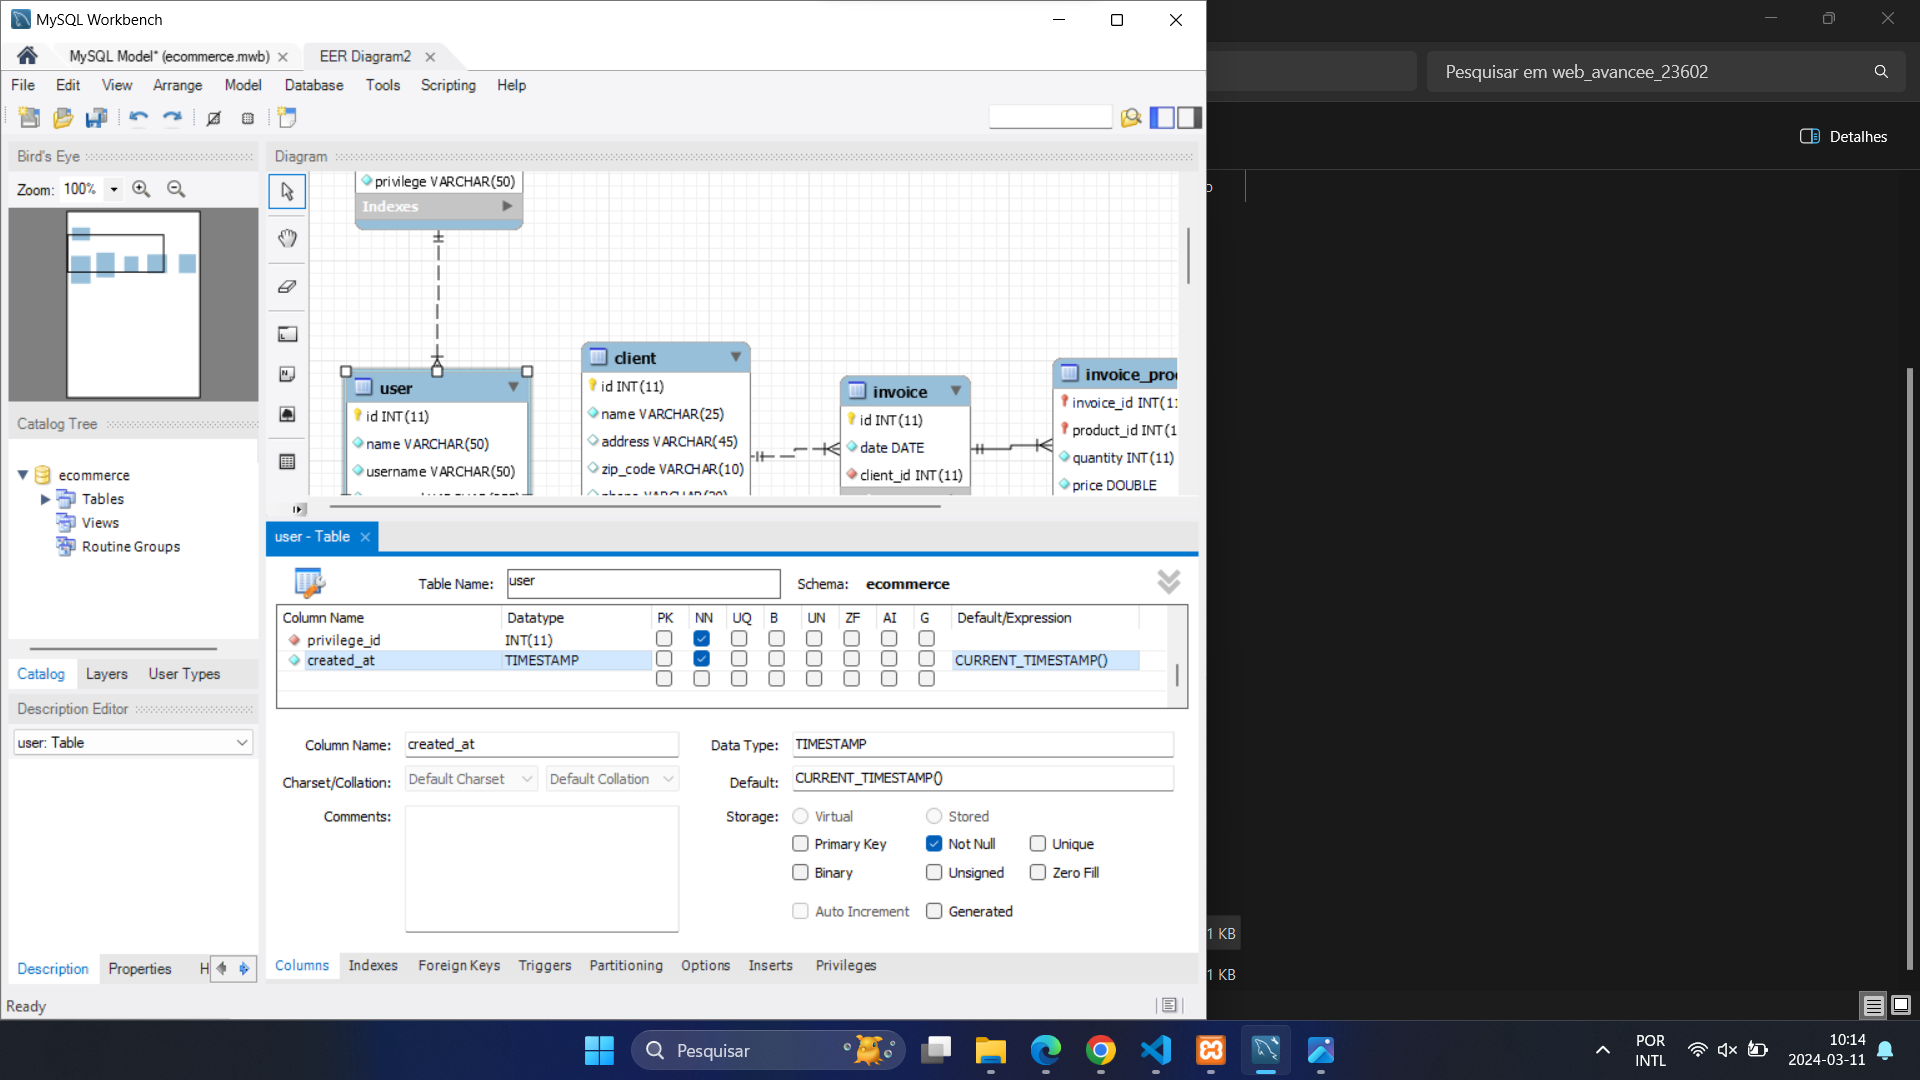 MySQL Workbench
MySQL Model* (ecommerce.mwb)
EER Diagram2
File Edit View Arrange Model Database Tools Scripting Help
Bird's Eye
Zoom: 100%
Catalog Tree
ecommerce
Tables
Views
Routine Groups
Catalog Layers User Types
Description Editor
user: Table
Description Properties H
Ready
Diagram
privilege VARCHAR(50)
Indexes
user
id INT(11)
name VARCHAR(50)
username VARCHAR(50)
client
id INT(11)
name VARCHAR(25)
address VARCHAR(45)
zip_code VARCHAR(10)
phone VARCHAR(20)
invoice
id INT(11)
date DATE
client_id INT(11)
invoice_pro
invoice_id INT(11
product_id INT(1
quantity INT(11)
price DOUBLE
user - Table
Table Name: user Schema: ecommerce
Column Name Datatype PK NN UQ B UN ZF AI G Default/Expression
privilege_id INT(11)
created_at TIMESTAMP CURRENT_TIMESTAMP()
Column Name: created_at Data Type: TIMESTAMP
Charset/Collation: Default Charset Default Collation Default: CURRENT_TIMESTAMP()
Comments: Storage: Virtual Stored
Primary Key Not Null Unique
Binary Unsigned Zero Fill
Auto Increment Generated
Columns Indexes Foreign Keys Triggers Partitioning Options Inserts Privileges
Pesquisar em web_avancee_23602
Detalhes
o
1 KB
1 KB
Pesquisar
POR
INTL
10:14
2024-03-11